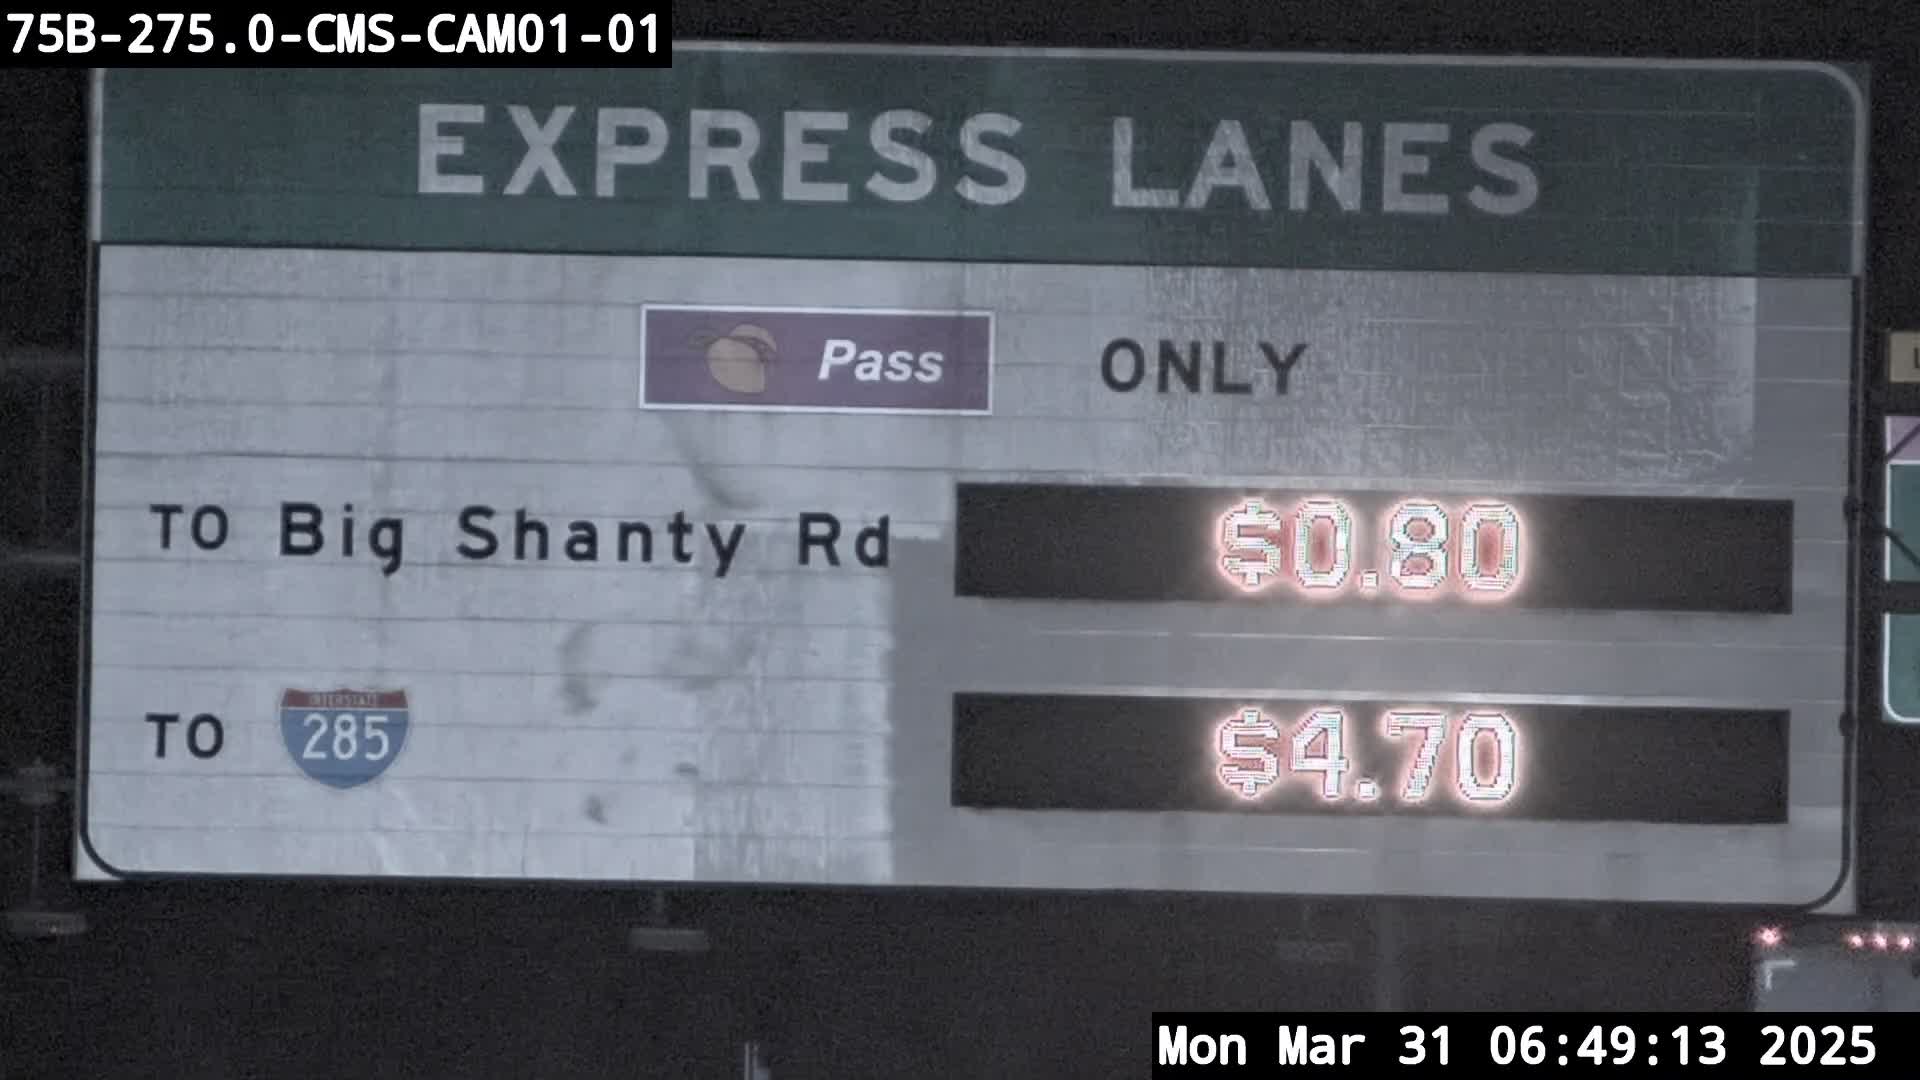 75B-275.0-CMS-CAM01-01
EXPRESS LANES
Pass ONLY
TO Big Shanty Rd $0.80
INTERSTATE
TO 285 $4.70
Mon Mar 31 06:49:13 2025